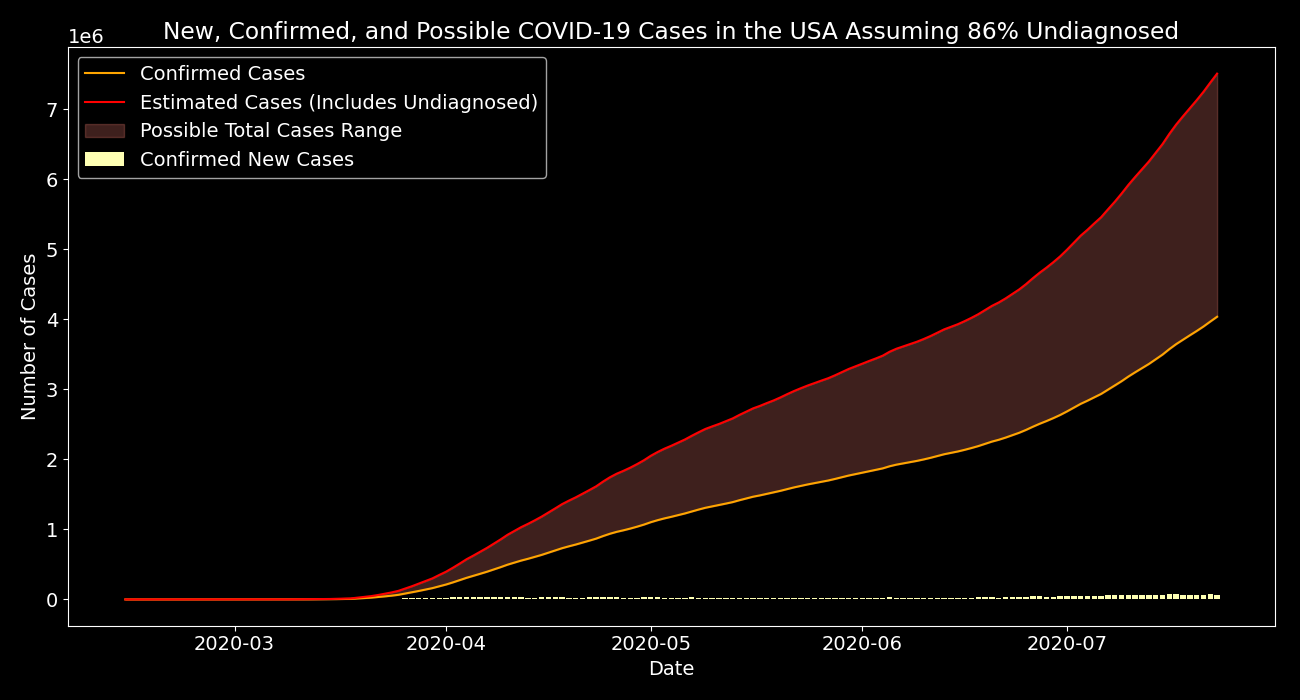 New, Confirmed, and Possible COVID-19 Cases in the USA Assuming 86% Undiagnosed
1e6
Confirmed Cases
Estimated Cases (Includes Undiagnosed)
Possible Total Cases Range
Confirmed New Cases
7
6
5
4
3
2
1
0
Number of Cases
2020-03 2020-04 2020-05 2020-06 2020-07
Date